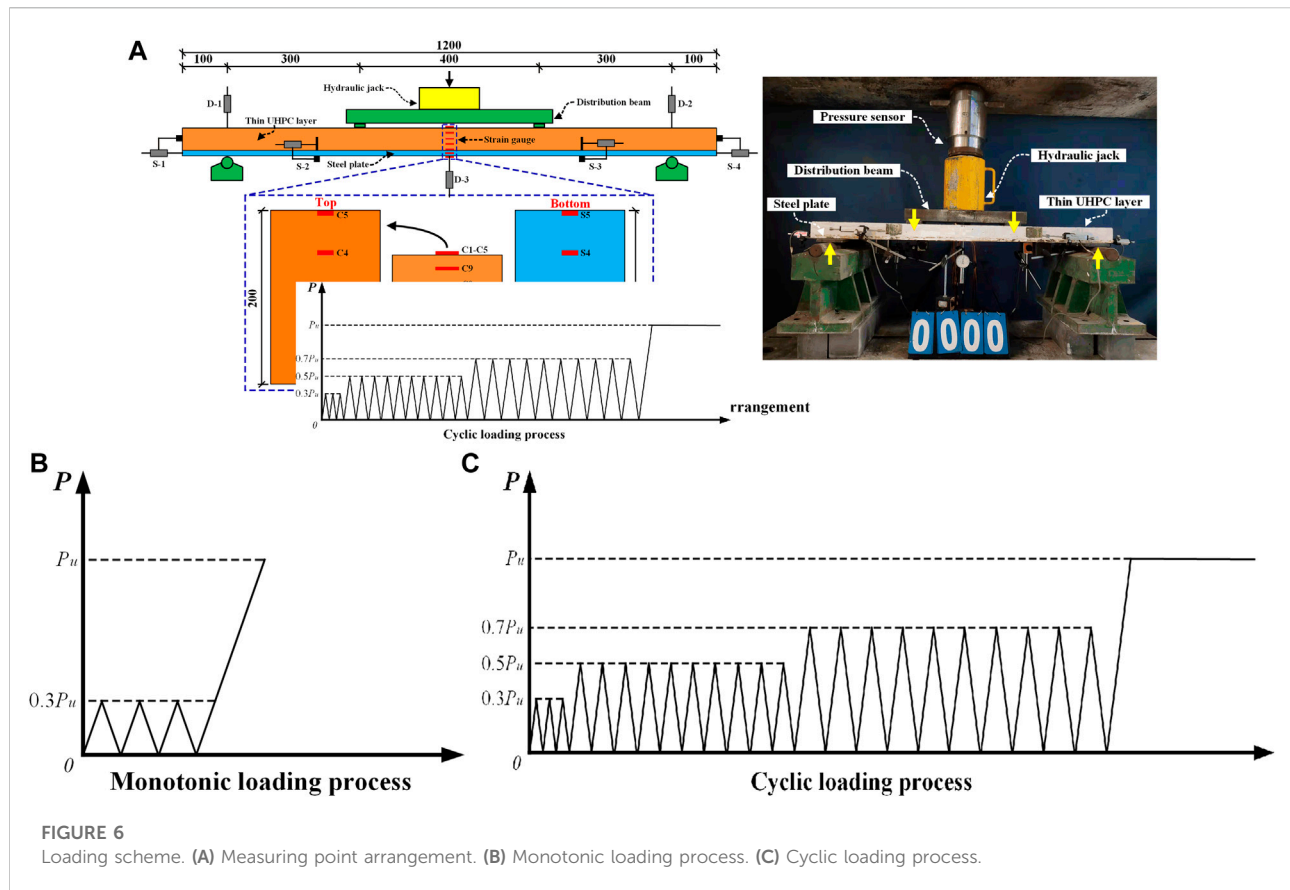 A
1200
100 300 400 300 100
Hydraulic jack
D-1
Distribution beam
D-2
Thin UHPC layer
Strain gauge
S-1
S-2
Steel plate
S-3
S-4
D-3
Top
C5
C4
200
C1-C5
C9
Bottom
S5
S4
P
Pu
0.7Pu
0.5Pu
0.3Pu
0
Cyclic loading process
rrangement
Pressure sensor
Hydraulic jack
Distribution beam
Steel plate
Thin UHPC layer
0000
B
P
Pu
0.3Pu
0
Monotonic loading process
C
P
Pu
0.7Pu
0.5Pu
0.3Pu
0
Cyclic loading process
FIGURE 6
Loading scheme. (A) Measuring point arrangement. (B) Monotonic loading process. (C) Cyclic loading process.